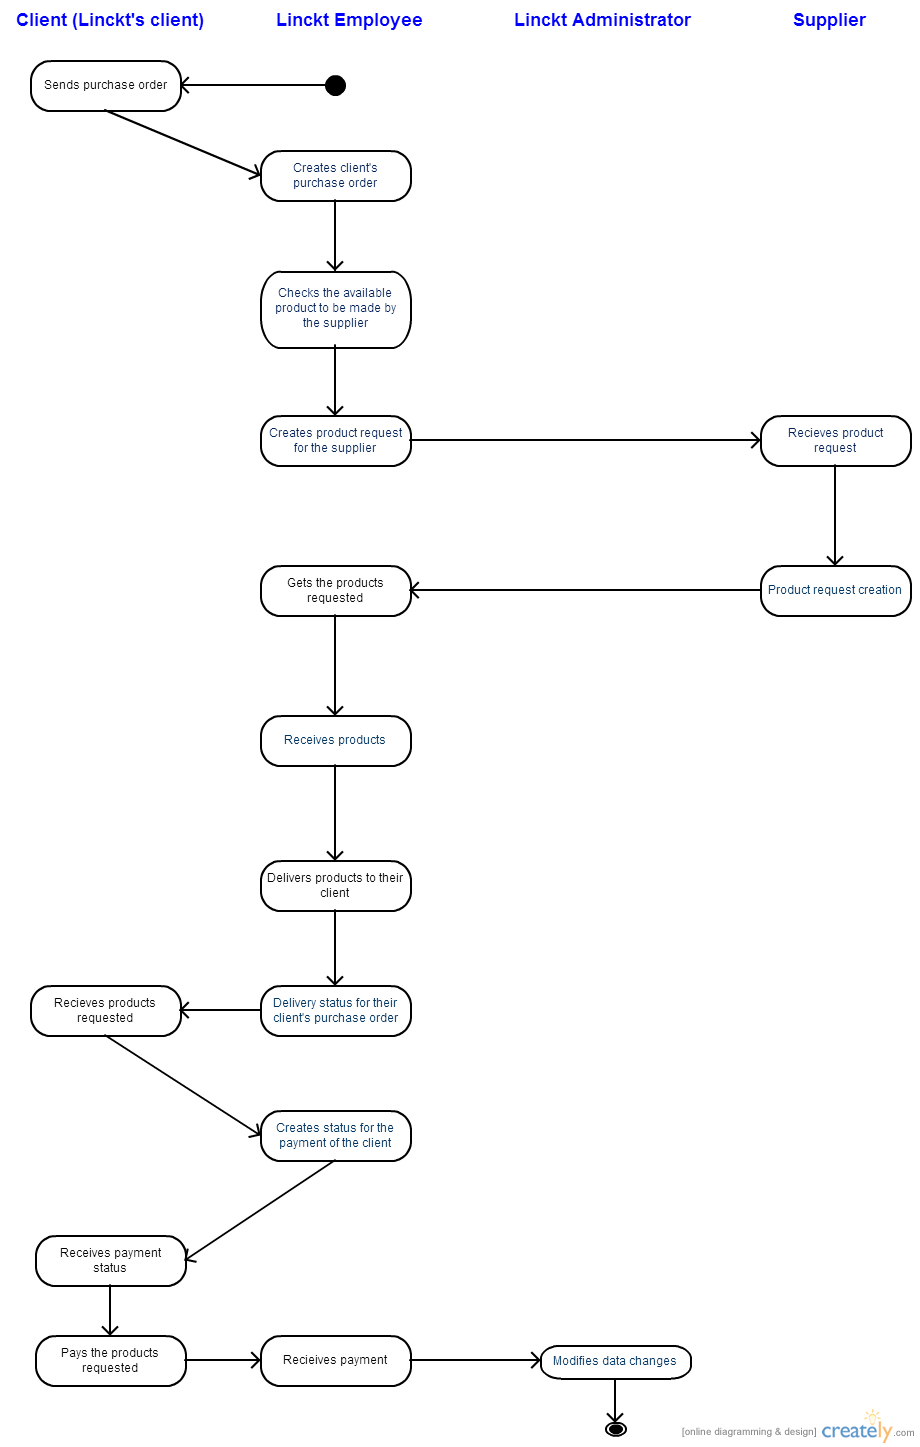 Client (Linckt's client)
Linckt Employee
Linckt Administrator
Supplier
Sends purchase order
Creates client's
purchase order
Checks the available
product to be made by
the supplier
Creates product request
for the supplier
Recieves product
request
Gets the products
requested
Product request creation
Receives products
Delivers products to their
client
Recieves products
requested
Delivery status for their
client's purchase order
Creates status for the
payment of the client
Receives payment
status
Pays the products
requested
Recieives payment
Modifies data changes
[online diagramming & design] creately.com